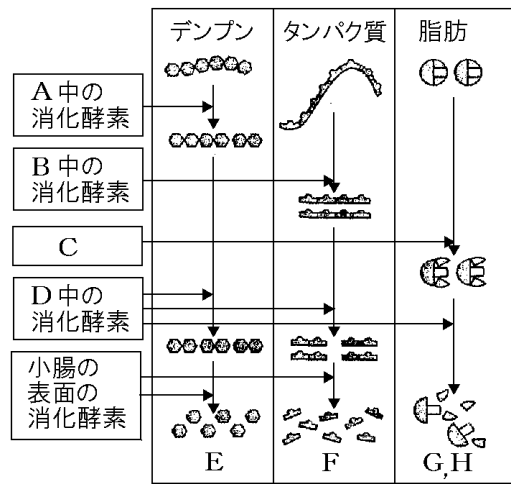 デンプン
タンパク質
脂肪
A中の
消化酵素
B中の
消化酵素
C
D中の
消化酵素
小腸の
表面の
消化酵素
E
F
G,H